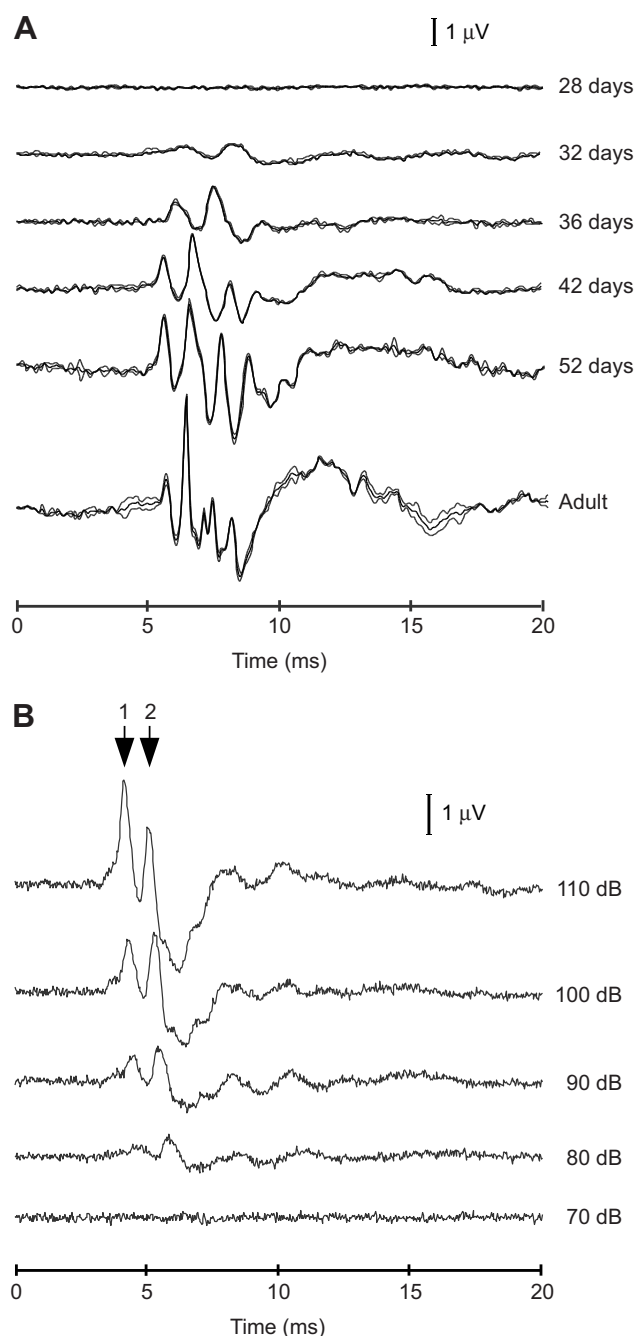 A
1 μV
28 days
32 days
36 days
42 days
52 days
Adult
0 5 10 15 20
Time (ms)
B
1 2
1 μV
110 dB
100 dB
90 dB
80 dB
70 dB
0 5 10 15 20
Time (ms)